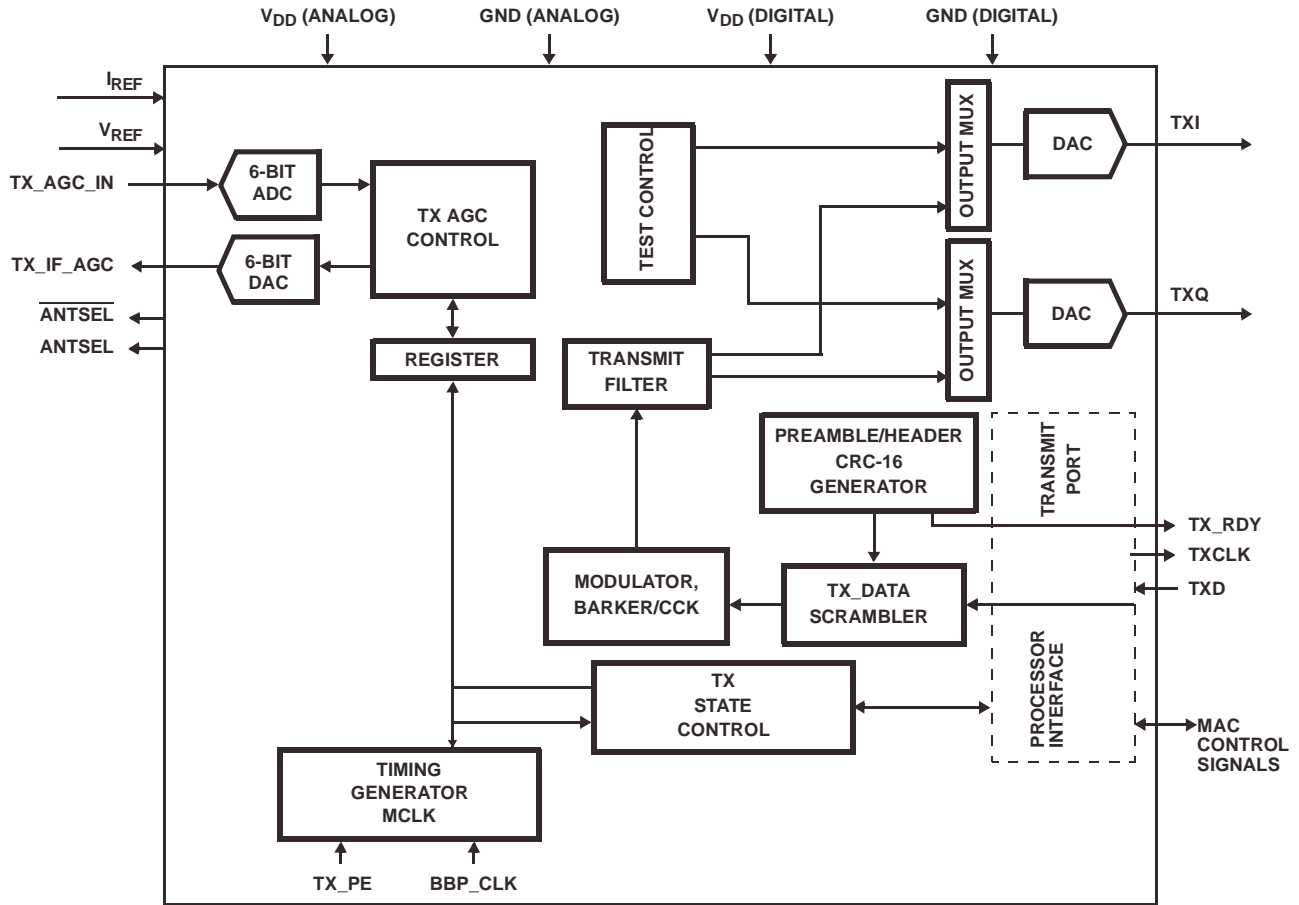 VDD (ANALOG)
GND (ANALOG)
VDD (DIGITAL)
GND (DIGITAL)
IREF
VREF
TX_AGC_IN
TX_IF_AGC
ANTSEL
ANTSEL
6-BIT
ADC
6-BIT
DAC
TX AGC
CONTROL
REGISTER
TEST CONTROL
TRANSMIT
FILTER
OUTPUT MUX
OUTPUT MUX
DAC
DAC
TXI
TXQ
PREAMBLE/HEADER
CRC-16
GENERATOR
TRANSMIT
PORT
TX_RDY
TXCLK
TXD
MODULATOR,
BARKER/CCK
TX_DATA
SCRAMBLER
TX
STATE
CONTROL
PROCESSOR
INTERFACE
MAC
CONTROL
SIGNALS
TIMING
GENERATOR
MCLK
TX_PE
BBP_CLK